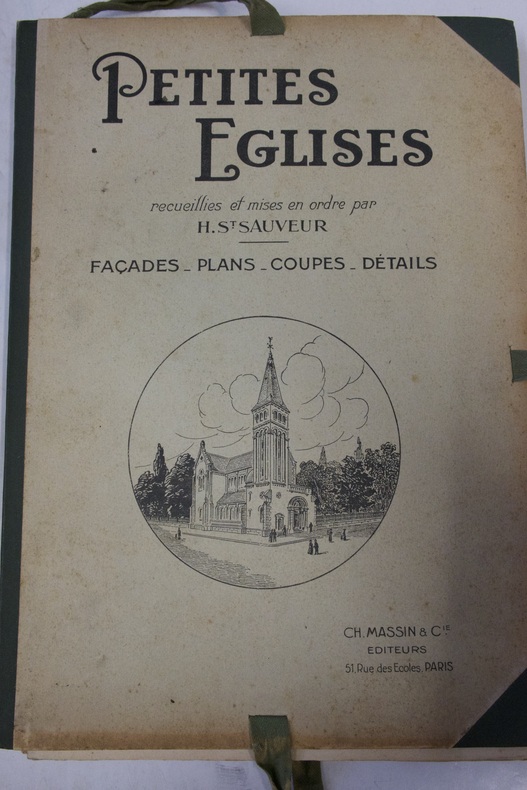 PETITES
EGLISES
recueillies et mises en ordre par
H. ST SAUVEUR
FAÇADES _ PLANS _ COUPES _ DÉTAILS
CH. MASSIN & CIE
EDITEURS
51, Rue des Ecoles, PARIS